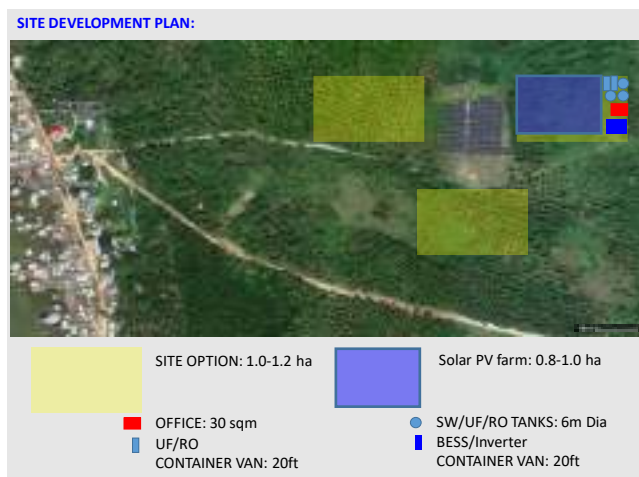 SITE DEVELOPMENT PLAN:
SITE OPTION: 1.0-1.2 ha
Solar PV farm: 0.8-1.0 ha
OFFICE: 30 sqm
SW/UF/RO TANKS: 6m Dia
UF/RO
CONTAINER VAN: 20ft
BESS/Inverter
CONTAINER VAN: 20ft